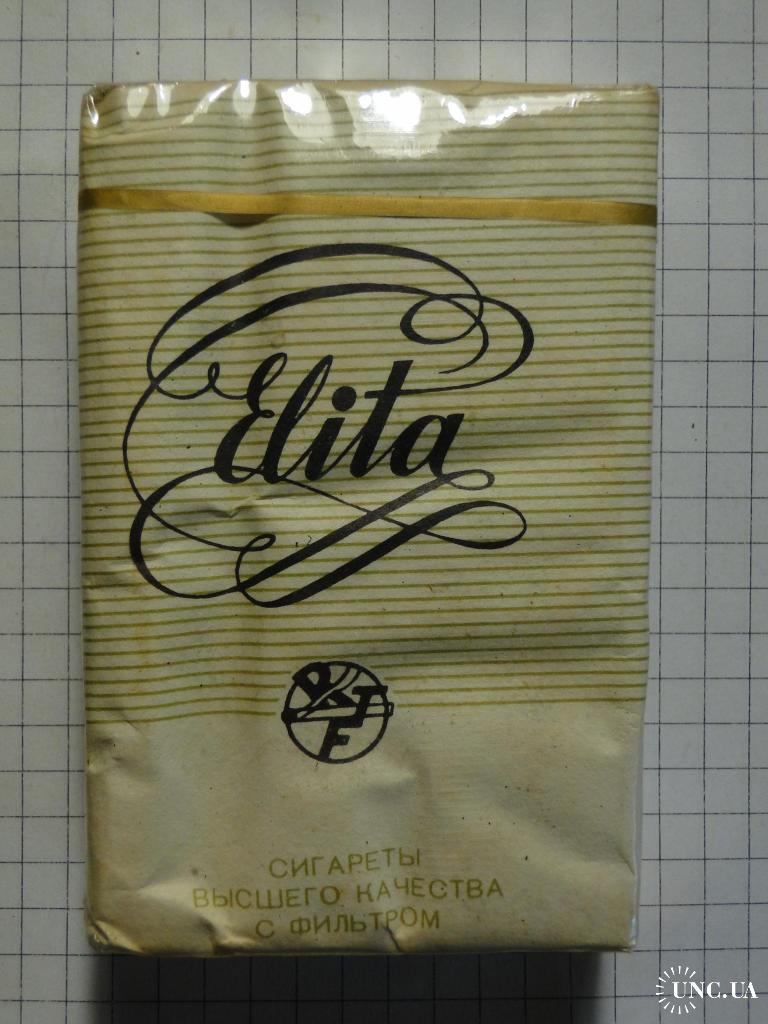 Elita
RTF
СИГАРЕТЫ
ВЫСШЕГО КАЧЕСТВА
С ФИЛЬТРОМ
UNC.UA